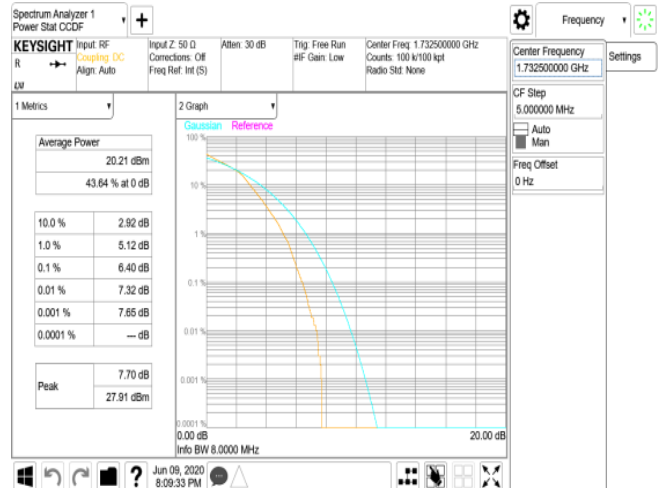 Spectrum Analyzer 1
Power Stat CCDF
Frequency
KEYSIGHT
R
Input: RF
Coupling: DC
Align: Auto
Input Z: 50 Ω
Corrections: Off
Freq Ref: Int (S)
Atten: 30 dB
Trig: Free Run
#IF Gain: Low
Center Freq: 1.732500000 GHz
Counts: 100 k/100 kpt
Radio Std: None
Center Frequency
1.732500000 GHz
Settings
CF Step
5.000000 MHz
Auto
Man
Freq Offset
0 Hz
1 Metrics
Average Power
20.21 dBm
43.64 % at 0 dB
10.0 % 2.92 dB
1.0 % 5.12 dB
0.1 % 6.40 dB
0.01 % 7.32 dB
0.001 % 7.65 dB
0.0001 % --- dB
Peak
7.70 dB
27.91 dBm
2 Graph
Gaussian Reference
100 %
10 %
1 %
0.1 %
0.01 %
0.001 %
0.0001 %
0.00 dB 20.00 dB
Info BW 8.0000 MHz
?
Jun 09, 2020
8:09:33 PM